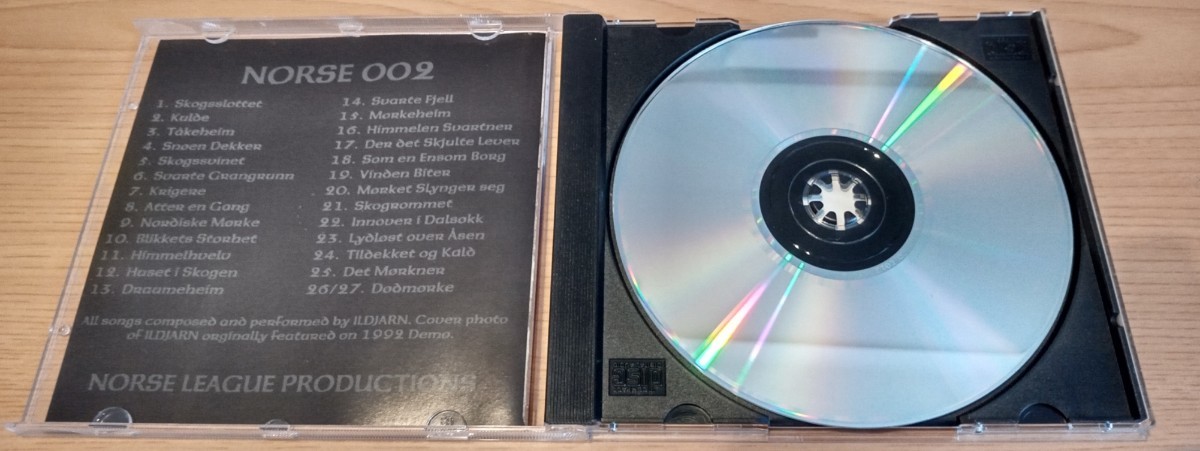 NORSE 002
1. Skogsslottet
2. Kulde
3. Tåkeheim
4. Snøen Dekker
5. Skogssvinet
6. Svarte Grangrunn
7. Krigere
8. Atter en Gang
9. Nordiske Mørke
10. Blikkets Storhet
11. Himmelhvelv
12. Huset i Skogen
13. Draumeheim
14. Svarte Fjell
15. Mørkeheim
16. Himmelen Svartner
17. Der det Skjulte Lever
18. Som en Ensom Borg
19. Vinden Biter
20. Mørket Slynger seg
21. Skogrommet
22. Innover i Dalsøkk
23. Lydløst over Åsen
24. Tildekket og Kald
25. Det Mørkner
26/27. Dødmørke
All songs composed and performed by ILDJARN. Cover photo
of ILDJARN orginally featured on 1992 Demo.
NORSE LEAGUE PRODUCTIONS